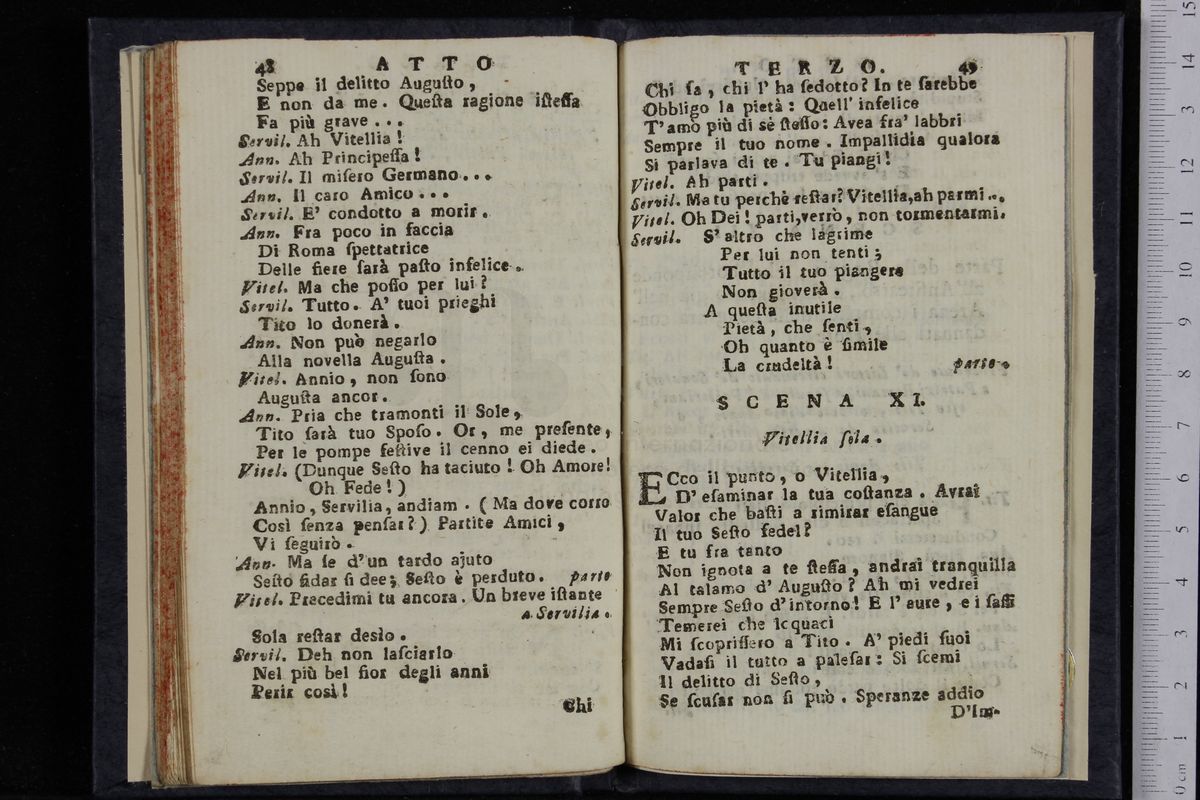 48 ATTO
Seppe il delitto Auguſto,
E non da me. Queſta ragione iſteſſa
Fa più grave...
Servil. Ah Vitellia!
Ann. Ah Principeſſa!
Servil. Il miſero Germano...
Ann. Il caro Amico...
Servil. E' condotto a morir.
Ann. Fra poco in faccia
Di Roma ſpettatrice
Delle fiere ſarà paſto infelice.
Vitel. Ma che poſſo per lui?
Servil. Tutto. A' tuoi prieghi
Tito lo donerà.
Ann. Non può negarlo
Alla novella Auguſta.
Vitel. Annio, non ſono
Auguſta ancor.
Ann. Pria che tramonti il Sole,
Tito ſarà tuo Spoſo. Or, me preſente,
Per le pompe feſtive il cenno ei diede.
Vitel. (Dunque Seſto ha taciuto! Oh Amore!
Oh Fede!)
Annio, Servilia, andiam. (Ma dove corro
Così ſenza penſar?) Partite Amici,
Vi ſeguirò.
Ann. Ma ſe d'un tardo ajuto
Seſto fidar ſi dee; Seſto è perduto. parte
Vitel. Precedimi tu ancora. Un breve iſtante
a Servilia.
Sola reſtar desìo.
Servil. Deh non laſciarlo
Nel più bel fior degli anni
Perir così!
Chi
TERZO. 49
Chi ſa, chi l' ha ſedotto? In te ſarebbe
Obbligo la pietà: Quell' infelice
T'amò più di sè ſteſſo: Avea fra' labbri
Sempre il tuo nome. Impallidia qualora
Si parlava di te. Tu piangi!
Vitel. Ah parti.
Servil. Ma tu perchè reſtar? Vitellia, ah parmi...
Vitel. Oh Dei! parti, verrò, non tormentarmi.
Servil. S'altro che lagrime
Per lui non tenti;
Tutto il tuo piangere
Non gioverà.
A queſta inutile
Pietà, che ſenti,
Oh quanto è ſimile
La crudeltà! parte.
SCENA XI.
Vitellia ſola.
ECco il punto, o Vitellia,
D' eſaminar la tua coſtanza. Avrai
Valor che baſti a rimirar eſangue
Il tuo Seſto fedel?
E tu fra tanto
Non ignota a te ſteſſa, andrai tranquilla
Al talamo d' Auguſto? Ah mi vedrei
Sempre Seſto d'intorno! E l' aure, e i ſaſſi
Temerei che loquaci
Mi ſcopriſſero a Tito. A' piedi ſuoi
Vadaſi il tutto a paleſar: Si ſcemi
Il delitto di Seſto,
Se ſcuſar non ſi può. Speranze addio
D'Im-